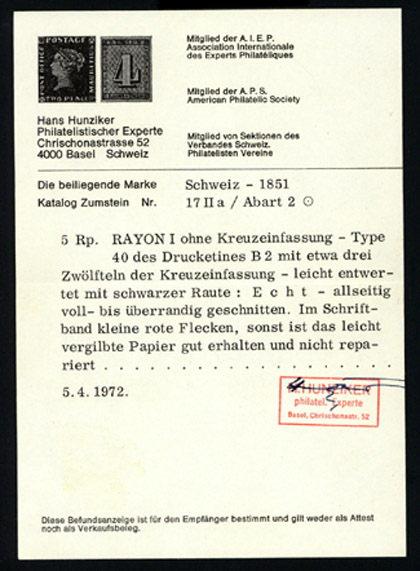 POSTAGE
POST OFFICE
MAURITIUS
TWO PENCE
4
Mitglied der A.I.E.P.
Association Internationale
des Experts Philatéliques
Mitglied der A.P.S.
American Philatelic Society
Hans Hunziker
Philatelistischer Experte
Chrischonastrasse 52
4000 Basel Schweiz
Mitglied von Sektionen des
Verbandes Schweiz.
Philatelisten Vereine
Die beiliegende Marke Schweiz - 1851
Katalog Zumstein Nr. 17 II a / Abart 2 ⊙
5 Rp. RAYON I ohne Kreuzeinfassung - Type
40 des Drucketines B 2 mit etwa drei
Zwölfteln der Kreuzeinfassung - leicht entwer-
tet mit schwarzer Raute : E c h t - allseitig
voll- bis überrandig geschnitten. Im Schrift-
band kleine rote Flecken, sonst ist das leicht
vergilbte Papier gut erhalten und nicht repa-
riert . . . . . . . . . . . . . . . . . . . .
5.4.1972.
H. HUNZIKER
philatel. Experte
Basel, Chrischonastr. 52
Diese Befundsanzeige ist für den Empfänger bestimmt und gilt weder als Attest
noch als Verkaufsbeleg.